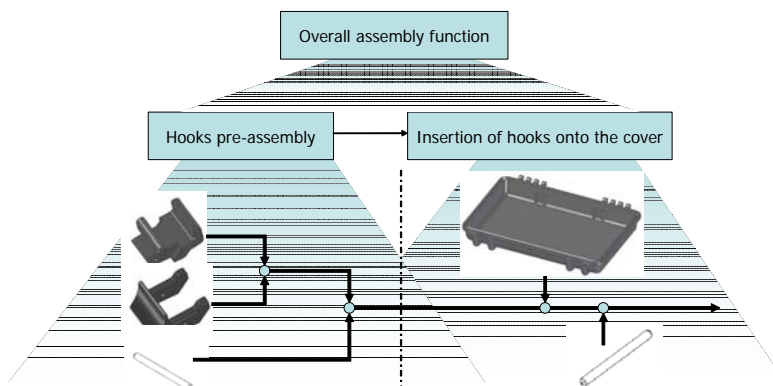 Overall assembly function
Hooks pre-assembly
Insertion of hooks onto the cover